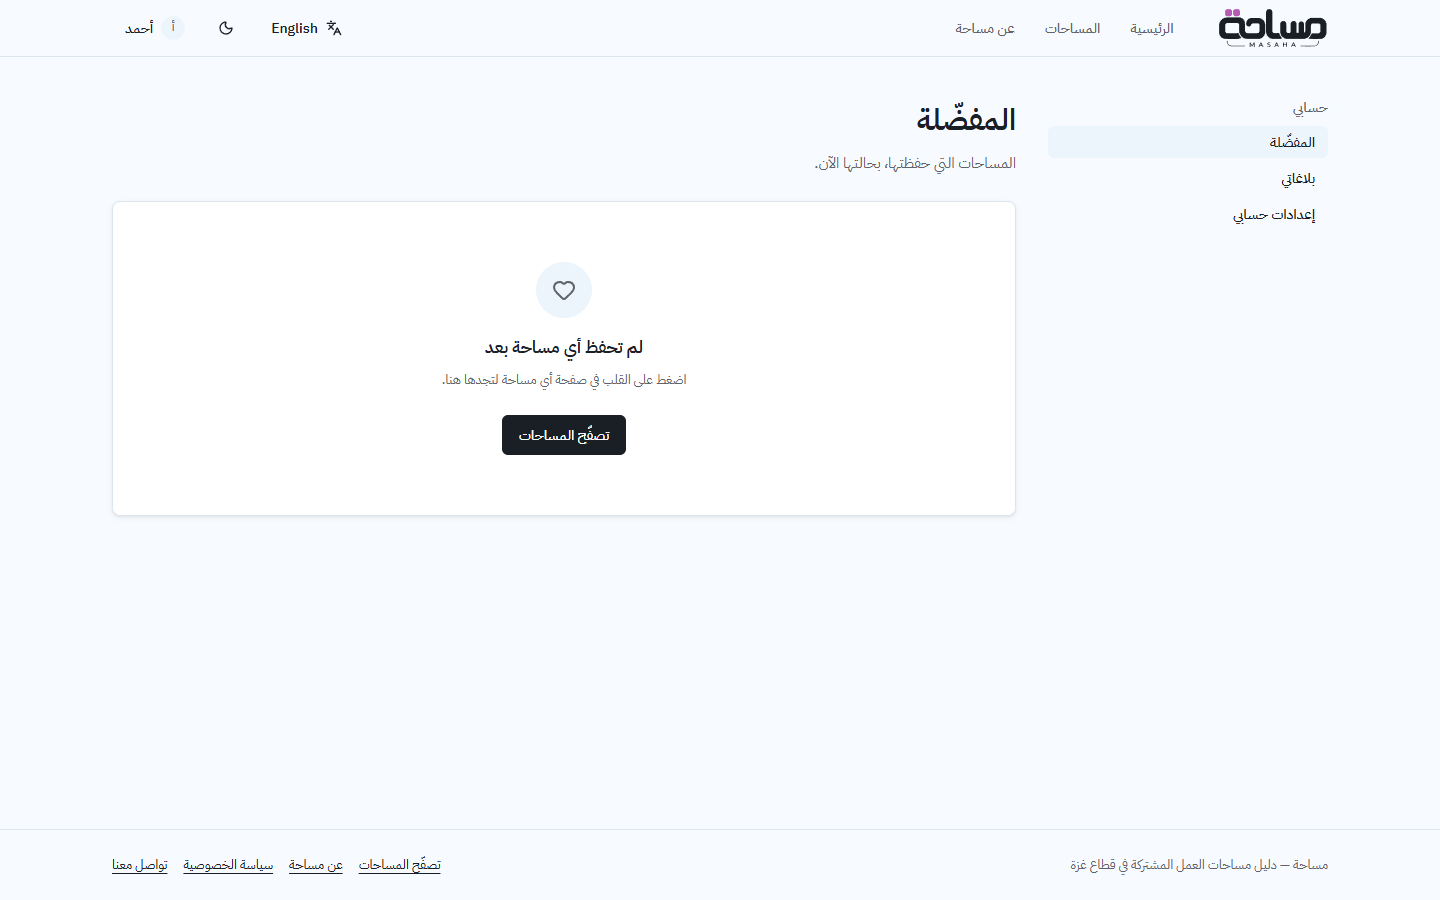 مساحة
MASAHA
الرئيسية
المساحات
عن مساحة
English
أ
أحمد
حسابي
المفضّلة
بلاغاتي
إعدادات حسابي
المفضّلة
المساحات التي حفظتها، بحالتها الآن.
لم تحفظ أي مساحة بعد
اضغط على القلب في صفحة أي مساحة لتجدها هنا.
تصفّح المساحات
مساحة — دليل مساحات العمل المشتركة في قطاع غزة
تصفّح المساحات
عن مساحة
سياسة الخصوصية
تواصل معنا